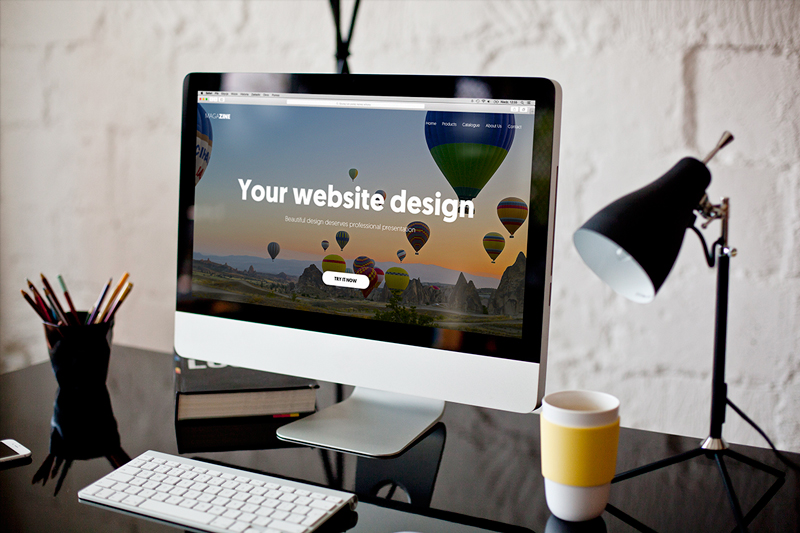 MAGAZINE
Home Products Catalogue About Us Contact
Your website design
Beautiful design deserves professional presentation
TRY IT NOW